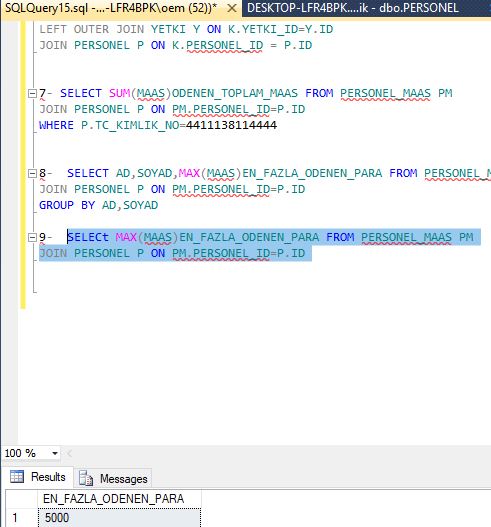 SQLQuery15.sql -...-LFR4BPK\oem (52))* DESKTOP-LFR4BPK....ik - dbo.PERSONEL
LEFT OUTER JOIN YETKI Y ON K.YETKI_ID=Y.ID
JOIN PERSONEL P ON K.PERSONEL_ID = P.ID
7- SELECT SUM(MAAS)ODENEN_TOPLAM_MAAS FROM PERSONEL_MAAS PM
JOIN PERSONEL P ON PM.PERSONEL_ID=P.ID
WHERE P.TC_KIMLIK_NO=4411138114444
8- SELECT AD,SOYAD,MAX(MAAS)EN_FAZLA_ODENEN_PARA FROM PERSONEL_M
JOIN PERSONEL P ON PM.PERSONEL_ID=P.ID
GROUP BY AD,SOYAD
9- SELECt MAX(MAAS)EN_FAZLA_ODENEN_PARA FROM PERSONEL_MAAS PM
JOIN PERSONEL P ON PM.PERSONEL_ID=P.ID
100 %
Results Messages
EN_FAZLA_ODENEN_PARA
1 5000